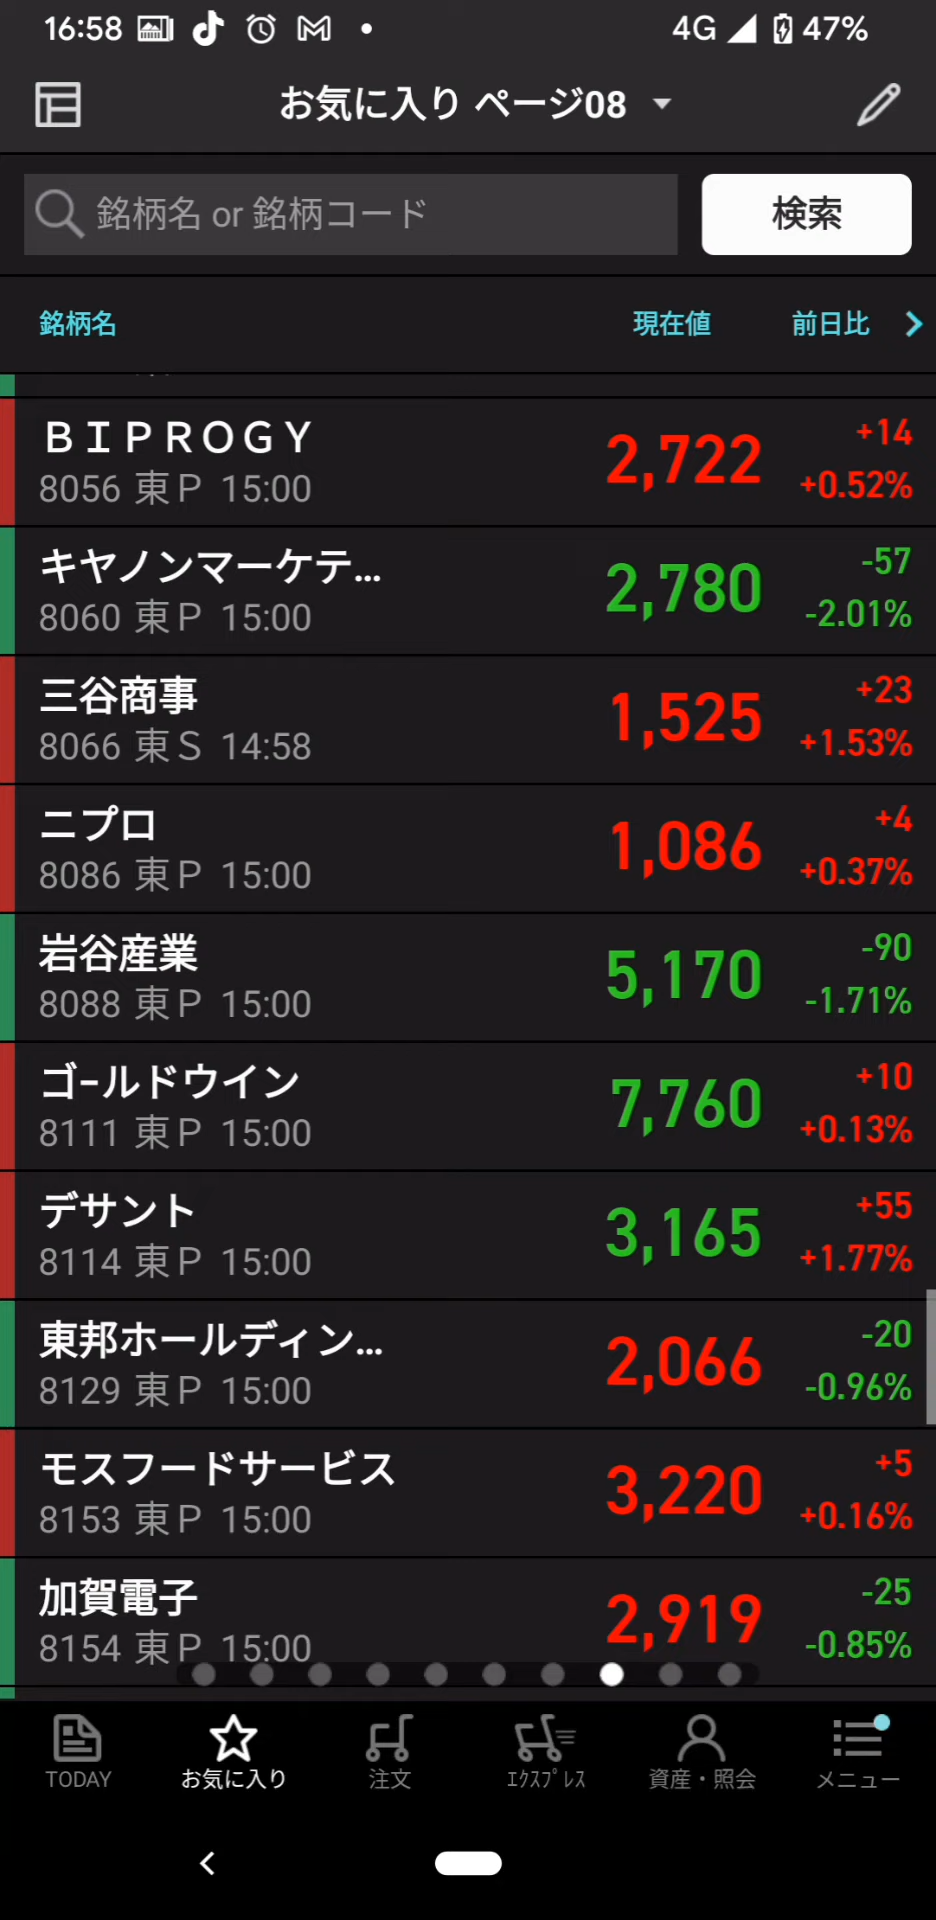 16:58 4G 47%
お気に入り ページ08
銘柄名 or 銘柄コード 検索
銘柄名 現在値 前日比
ＢＩＰＲＯＧＹ 2,722 +14
8056 東Ｐ 15:00 +0.52%
キヤノンマーケテ... 2,780 -57
8060 東Ｐ 15:00 -2.01%
三谷商事 1,525 +23
8066 東Ｓ 14:58 +1.53%
ニプロ 1,086 +4
8086 東Ｐ 15:00 +0.37%
岩谷産業 5,170 -90
8088 東Ｐ 15:00 -1.71%
ゴｰルドウイン 7,760 +10
8111 東Ｐ 15:00 +0.13%
デサント 3,165 +55
8114 東Ｐ 15:00 +1.77%
東邦ホールディン... 2,066 -20
8129 東Ｐ 15:00 -0.96%
モスフードサービス 3,220 +5
8153 東Ｐ 15:00 +0.16%
加賀電子 2,919 -25
8154 東Ｐ 15:00 -0.85%
TODAY お気に入り 注文 ｴｸｽﾌﾟﾚｽ 資産・照会 メニュー